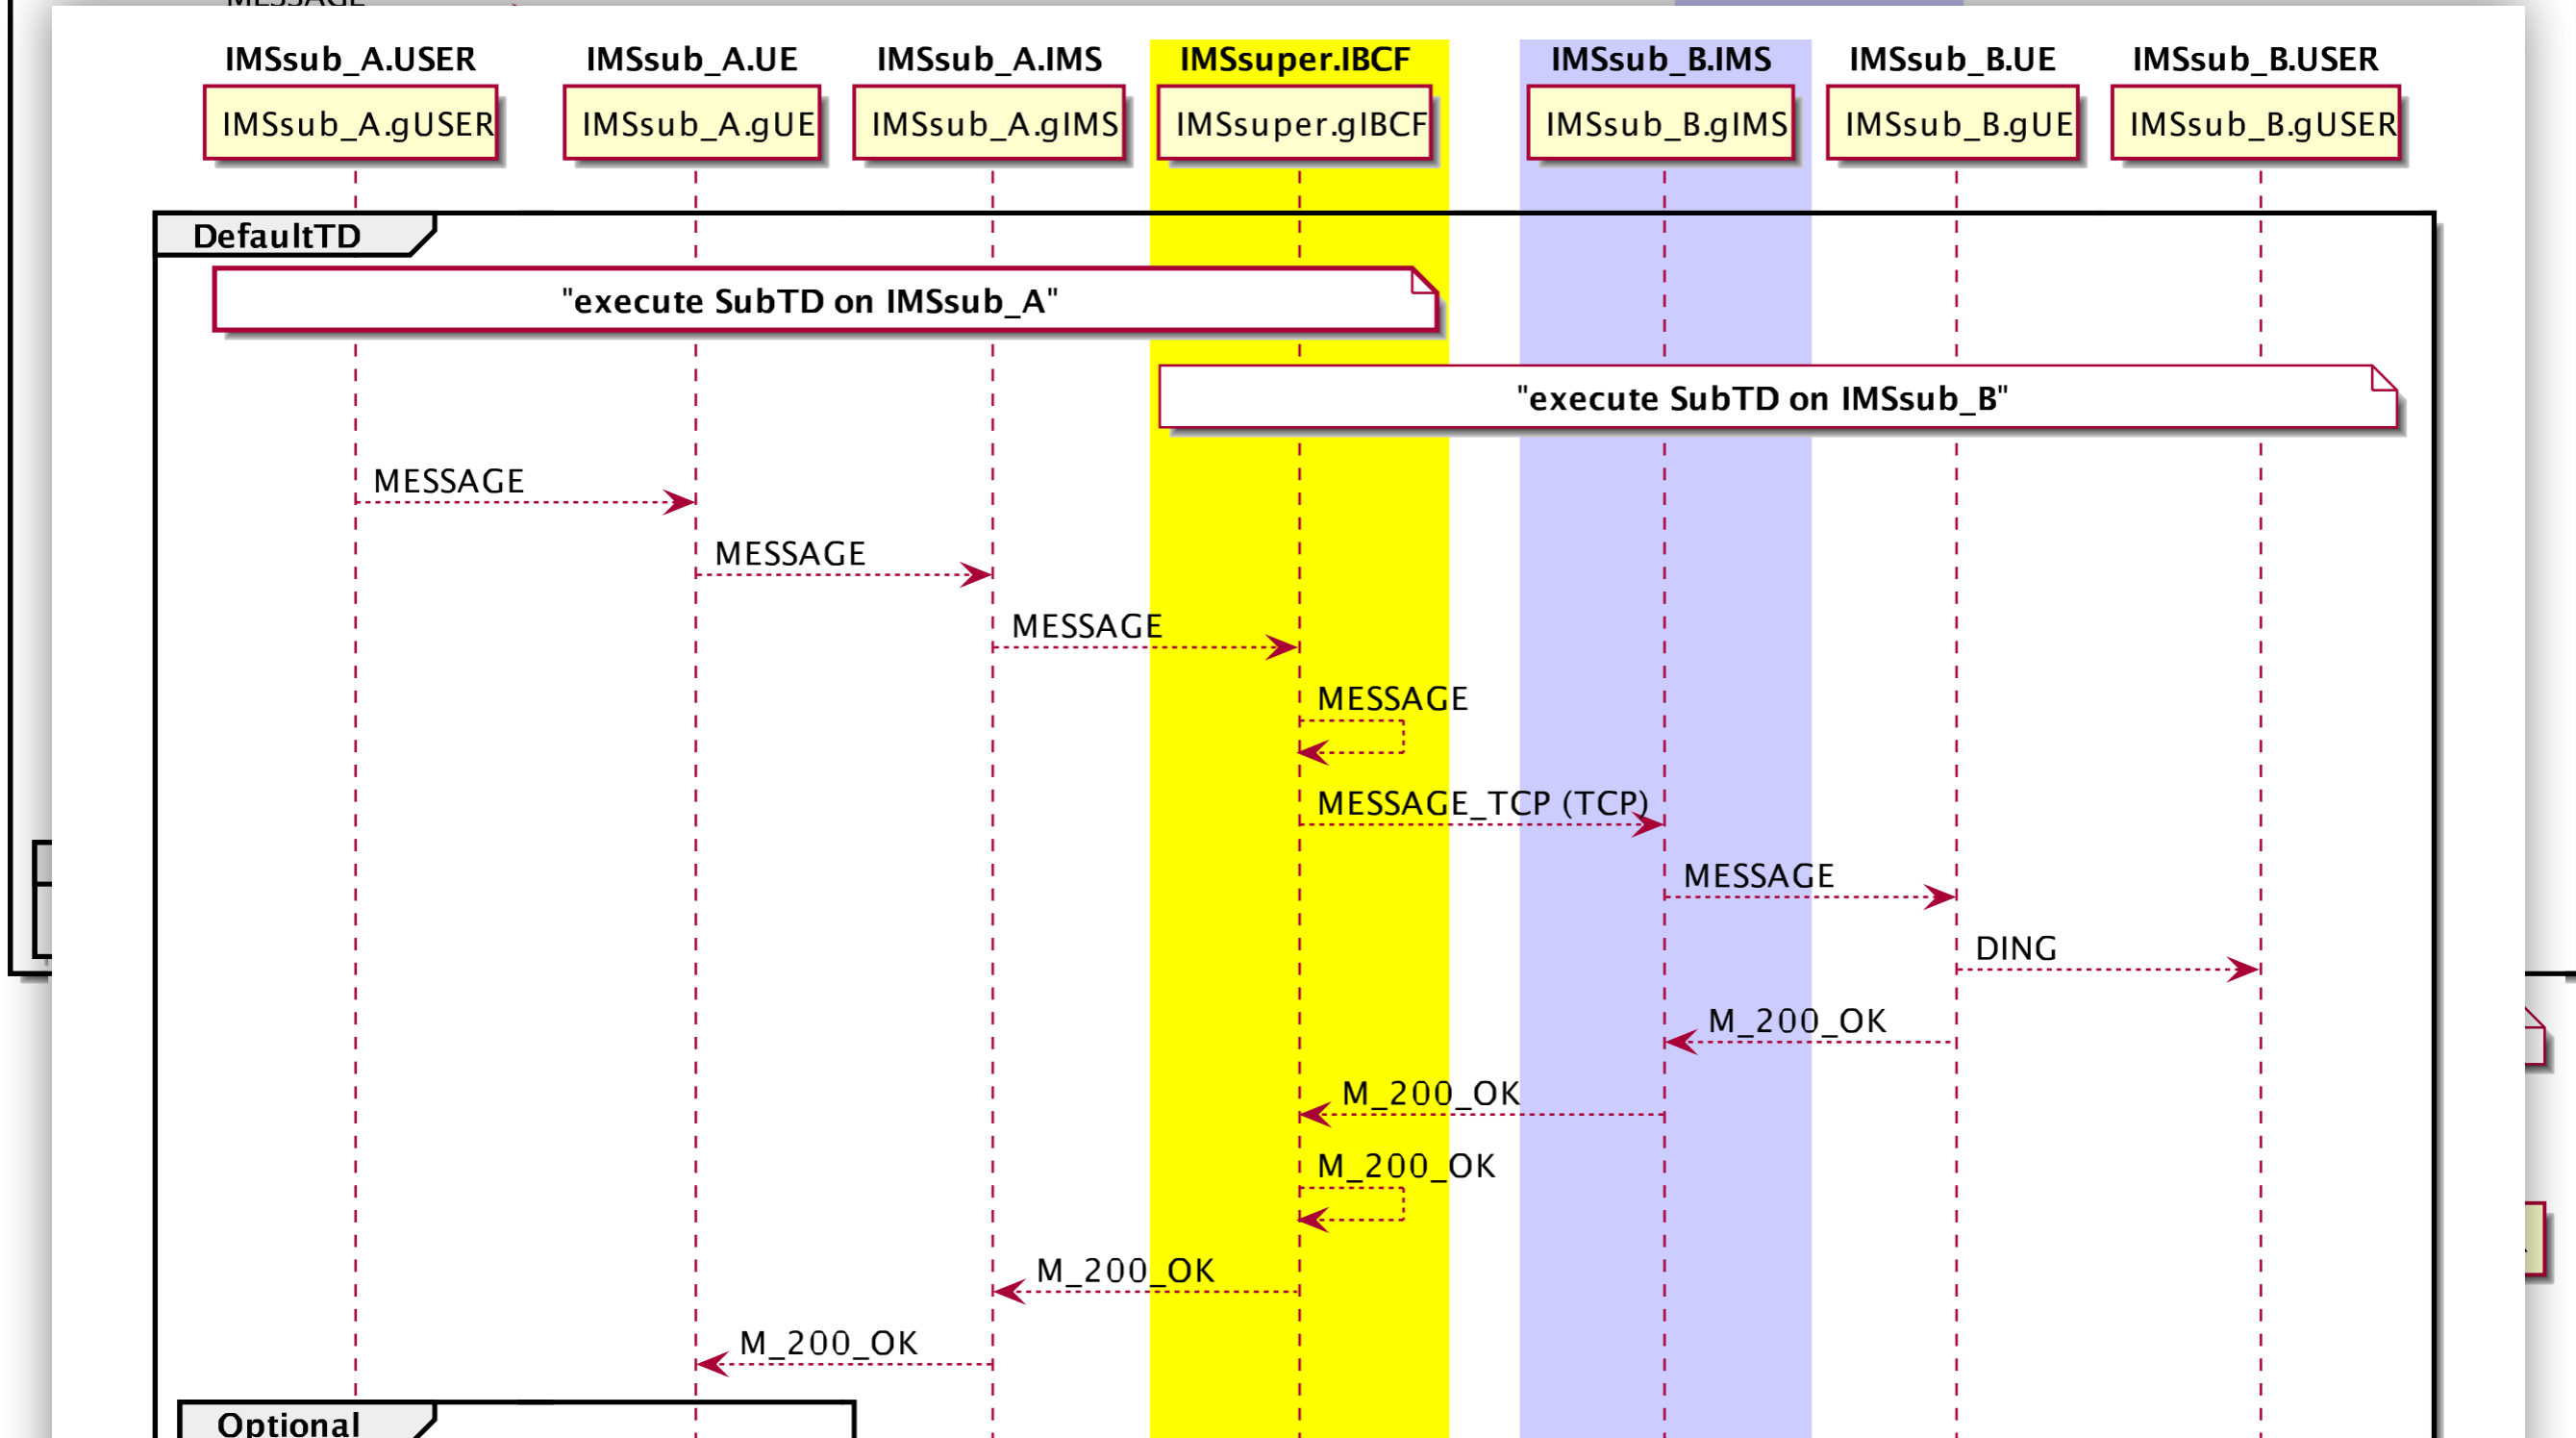 MESSAGE
IMSsub_A.USER IMSsub_A.UE IMSsub_A.IMS IMSsuper.IBCF IMSsub_B.IMS IMSsub_B.UE IMSsub_B.USER
IMSsub_A.gUSER IMSsub_A.gUE IMSsub_A.gIMS IMSsuper.gIBCF IMSsub_B.gIMS IMSsub_B.gUE IMSsub_B.gUSER
DefaultTD
"execute SubTD on IMSsub_A"
"execute SubTD on IMSsub_B"
MESSAGE
MESSAGE
MESSAGE
MESSAGE
MESSAGE_TCP (TCP)
MESSAGE
DING
M_200_OK
M_200_OK
M_200_OK
M_200_OK
M_200_OK
Optional